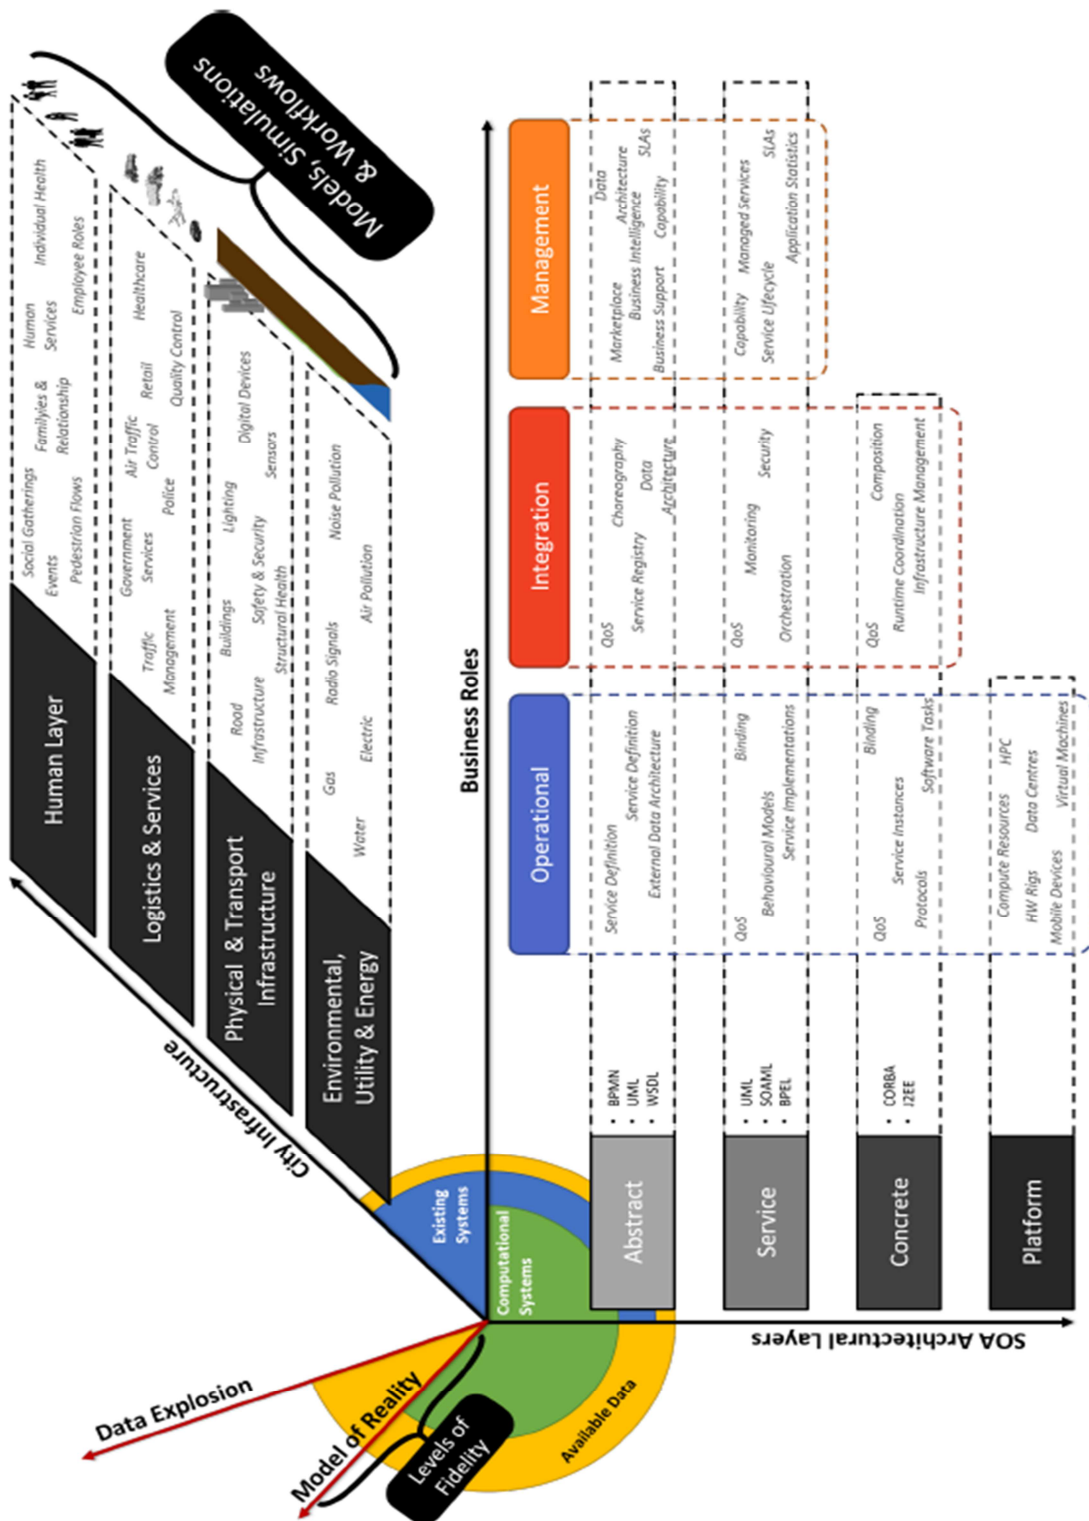 Human Layer
Social Gatherings
Events
Pedestrian Flows
Familyies &
Relationship
Human
Services
Individual Health
Employee Roles
Logistics & Services
Traffic
Management
Government
Services
Air Traffic
Control
Police
Retail
Healthcare
Quality Control
Physical & Transport
Infrastructure
Rood
Infrastructure
Buildings
Lighting
Safety & Security
Structural Health
Digital Devices
Sensors
Environmental,
Utility & Energy
Water
Gas
Electric
Radio Signals
Air Pollution
Noise Pollution
Models, Simulations
& Workflows
City Infrastructure
Data Explosion
Model of Reality
Levels of
Fidelity
Existing
Systems
Computational
Systems
Available Data
Business Roles
SOA Architectural Layers
Operational
Integration
Management
Abstract
• BPMN
• UML
• WSDL
Service Definition
Service Definition
External Data Architecture
QoS
Choreography
Service Registry
Data
Architecture
Data
Marketplace
Architecture
Business Intelligence
SLAs
Business Support
Capability
Service
• UML
• SOAML
• BPEL
QoS
Binding
Behavioural Models
Service Implementations
QoS
Monitoring
Security
Orchestration
Capability
Managed Services
Service Lifecycle
SLAs
Application Statistics
Concrete
• CORBA
• J2EE
QoS
Binding
Service Instances
Protocols
Software Tasks
QoS
Composition
Runtime Coordination
Infrastructure Management
Platform
Compute Resources
HPC
HW Rigs
Data Centres
Mobile Devices
Virtual Machines